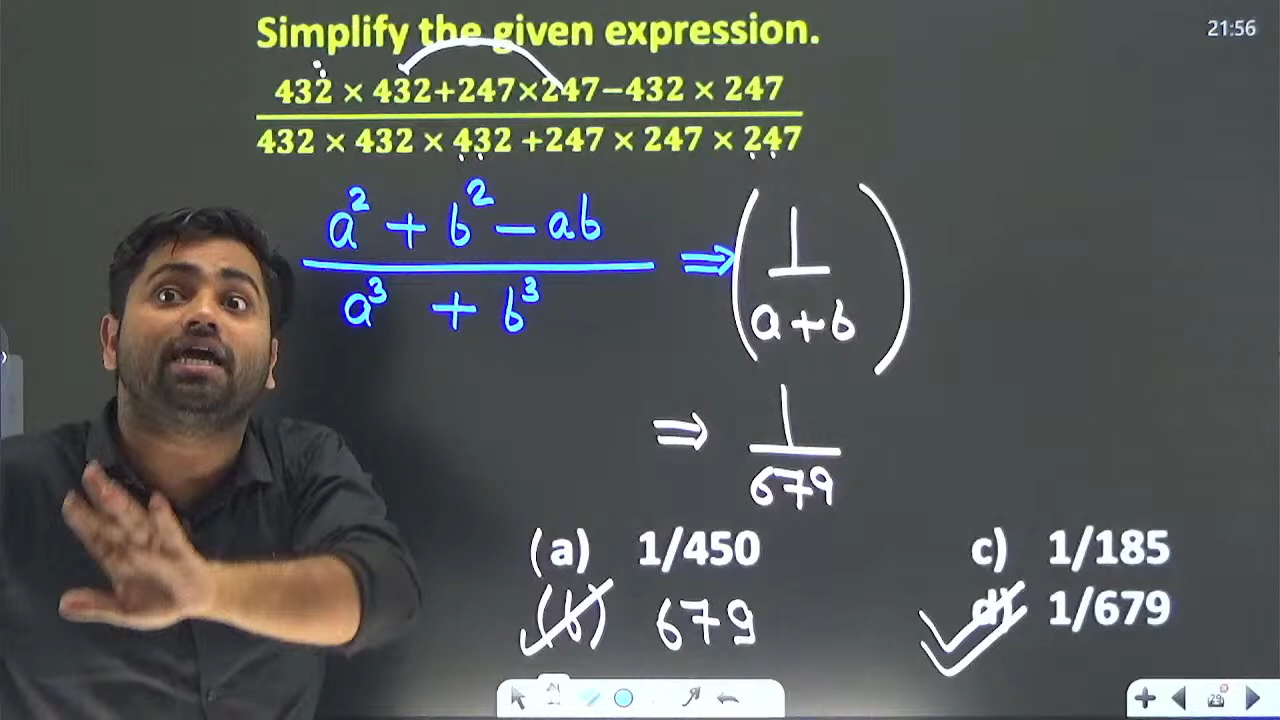 Simplify the given expression.
21:56
432 × 432+247×247−432 × 247
432 × 432 × 432 +247 × 247 × 247
a² + b² − ab
a³ + b³
⇒ ( 1
a+b )
⇒ 1
679
(a) 1/450
c) 1/185
(b) 679
d) 1/679
29